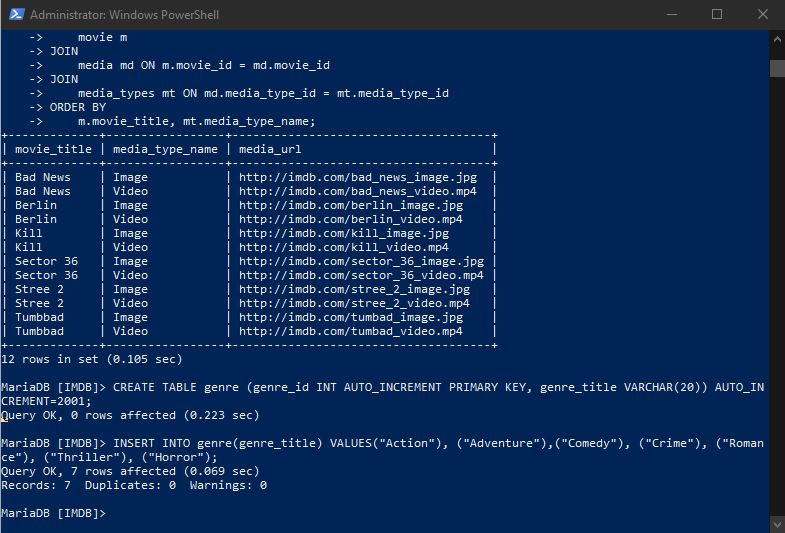 Administrator: Windows PowerShell
    ->     movie m
    -> JOIN
    ->     media md ON m.movie_id = md.movie_id
    -> JOIN
    ->     media_types mt ON md.media_type_id = mt.media_type_id
    -> ORDER BY
    ->     m.movie_title, mt.media_type_name;
+-------------+-----------------+--------------------------------------+
| movie_title | media_type_name | media_url                            |
+-------------+-----------------+--------------------------------------+
| Bad News    | Image           | http://imdb.com/bad_news_image.jpg   |
| Bad News    | Video           | http://imdb.com/bad_news_video.mp4   |
| Berlin      | Image           | http://imdb.com/berlin_image.jpg     |
| Berlin      | Video           | http://imdb.com/berlin_video.mp4     |
| Kill        | Image           | http://imdb.com/kill_image.jpg       |
| Kill        | Video           | http://imdb.com/kill_video.mp4       |
| Sector 36   | Image           | http://imdb.com/sector_36_image.jpg  |
| Sector 36   | Video           | http://imdb.com/sector_36_video.mp4  |
| Stree 2     | Image           | http://imdb.com/stree_2_image.jpg    |
| Stree 2     | Video           | http://imdb.com/stree_2_video.mp4    |
| Tumbbad     | Image           | http://imdb.com/tumbad_image.jpg     |
| Tumbbad     | Video           | http://imdb.com/tumbad_video.mp4     |
+-------------+-----------------+--------------------------------------+
12 rows in set (0.105 sec)
MariaDB [IMDB]> CREATE TABLE genre (genre_id INT AUTO_INCREMENT PRIMARY KEY, genre_title VARCHAR(20)) AUTO_IN
CREMENT=2001;
Query OK, 0 rows affected (0.223 sec)
MariaDB [IMDB]> INSERT INTO genre(genre_title) VALUES("Action"), ("Adventure"),("Comedy"), ("Crime"), ("Roman
ce"), ("Thriller"), ("Horror");
Query OK, 7 rows affected (0.069 sec)
Records: 7  Duplicates: 0  Warnings: 0
MariaDB [IMDB]>